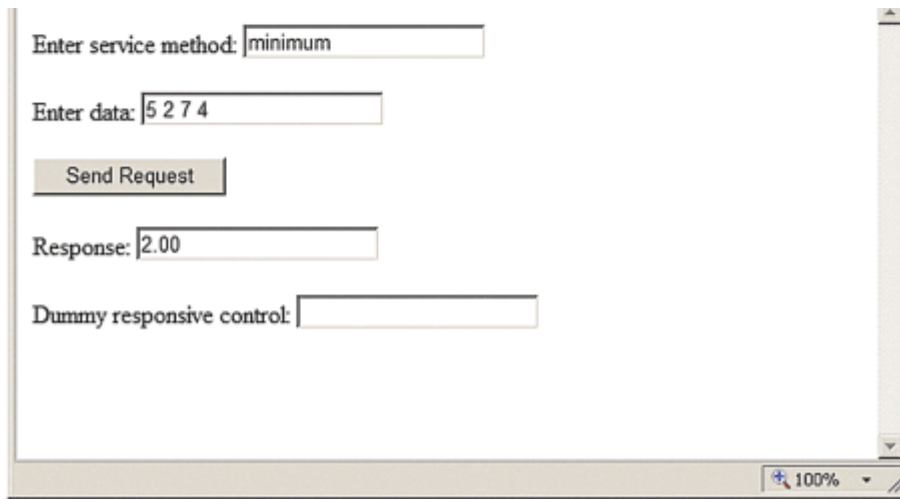 Enter service method: minimum
Enter data: 5 2 7 4
Send Request
Response: 2.00
Dummy responsive control:
100%